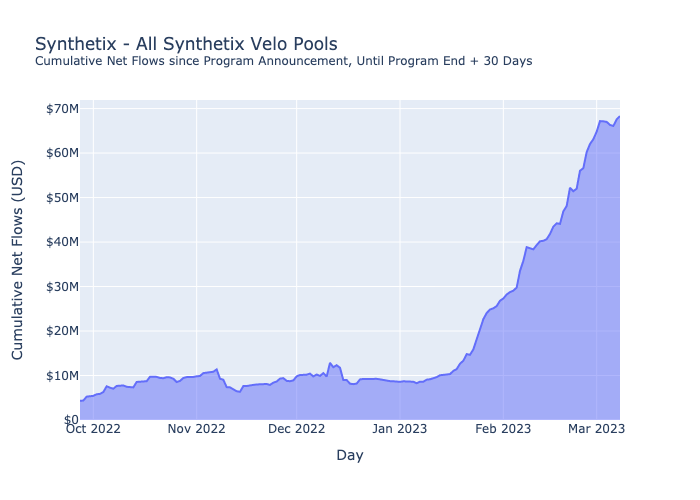 Synthetix - All Synthetix Velo Pools
Cumulative Net Flows since Program Announcement, Until Program End + 30 Days
$70M
$60M
$50M
$40M
$30M
$20M
$10M
$0
Cumulative Net Flows (USD)
Oct 2022 Nov 2022 Dec 2022 Jan 2023 Feb 2023 Mar 2023
Day